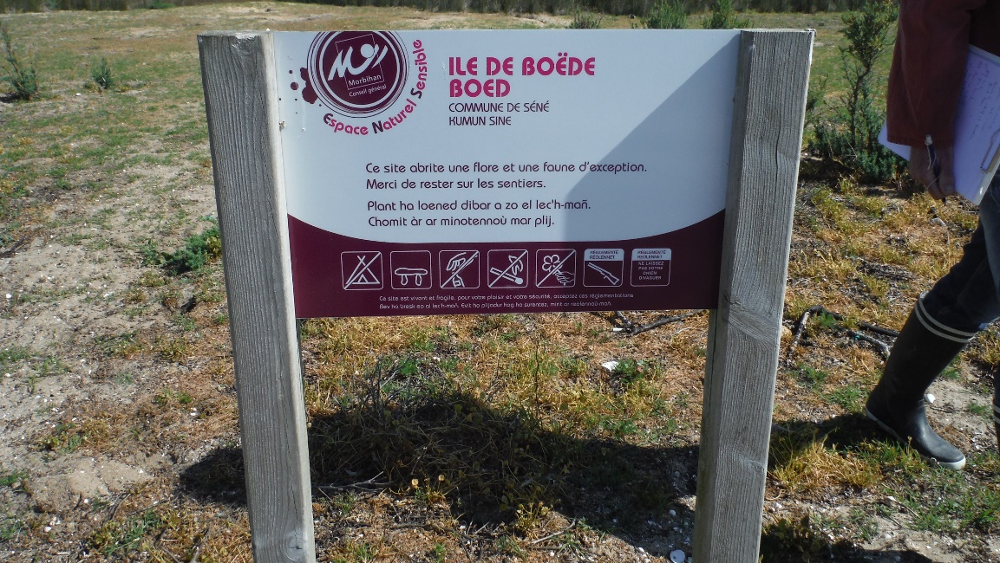 Morbihan
Conseil général
Espace Naturel Sensible
ILE DE BOËDE
BOED
COMMUNE DE SÉNÉ
KUMUN SINE
Ce site abrite une flore et une faune d'exception.
Merci de rester sur les sentiers.
Plant ha loened dibar a zo el lec'h-mañ.
Chomit àr ar minotennoù mar plij.
RÉGLEMENTÉ
REOLENNET
RÉGLEMENTÉ
REOLENNET
NE LAISSEZ
PAS VOTRE
CHIEN
DIVAGUER
Ce site est vivant et fragile, pour votre plaisir et votre sécurité, acceptez ces réglementations
Bev ha bresk eo al lec'h-mañ. Evit ho plijadur hag ho surentez, mirit ar reolennoù-mañ